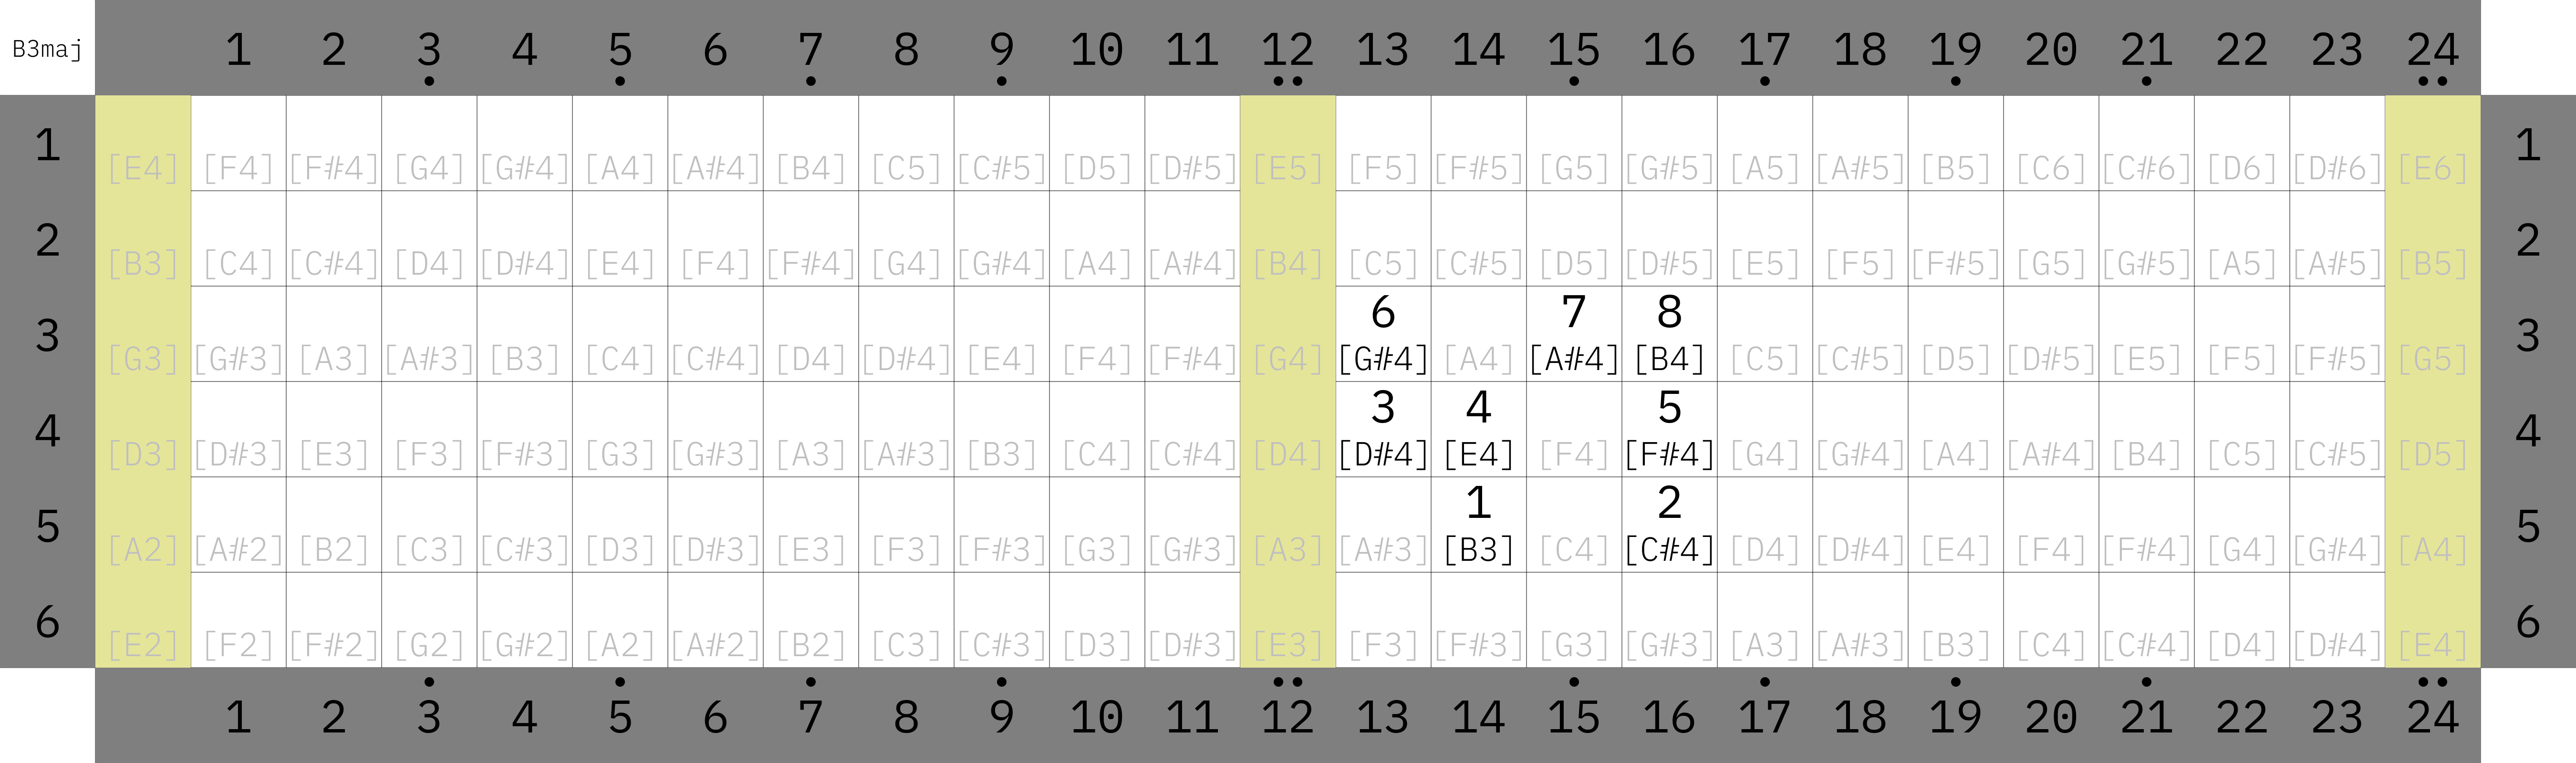 B3maj 1 2 3 4 5 6 7 8 9 10 11 12 13 14 15 16 17 18 19 20 21 22 23 24
1 [E4] [F4] [F#4] [G4] [G#4] [A4] [A#4] [B4] [C5] [C#5] [D5] [D#5] [E5] [F5] [F#5] [G5] [G#5] [A5] [A#5] [B5] [C6] [C#6] [D6] [D#6] [E6] 1
2 [B3] [C4] [C#4] [D4] [D#4] [E4] [F4] [F#4] [G4] [G#4] [A4] [A#4] [B4] [C5] [C#5] [D5] [D#5] [E5] [F5] [F#5] [G5] [G#5] [A5] [A#5] [B5] 2
6 7 8
3 [G3] [G#3] [A3] [A#3] [B3] [C4] [C#4] [D4] [D#4] [E4] [F4] [F#4] [G4] [G#4] [A4] [A#4] [B4] [C5] [C#5] [D5] [D#5] [E5] [F5] [F#5] [G5] 3
3 4 5
4 [D3] [D#3] [E3] [F3] [F#3] [G3] [G#3] [A3] [A#3] [B3] [C4] [C#4] [D4] [D#4] [E4] [F4] [F#4] [G4] [G#4] [A4] [A#4] [B4] [C5] [C#5] [D5] 4
1 2
5 [A2] [A#2] [B2] [C3] [C#3] [D3] [D#3] [E3] [F3] [F#3] [G3] [G#3] [A3] [A#3] [B3] [C4] [C#4] [D4] [D#4] [E4] [F4] [F#4] [G4] [G#4] [A4] 5
6 [E2] [F2] [F#2] [G2] [G#2] [A2] [A#2] [B2] [C3] [C#3] [D3] [D#3] [E3] [F3] [F#3] [G3] [G#3] [A3] [A#3] [B3] [C4] [C#4] [D4] [D#4] [E4] 6
1 2 3 4 5 6 7 8 9 10 11 12 13 14 15 16 17 18 19 20 21 22 23 24